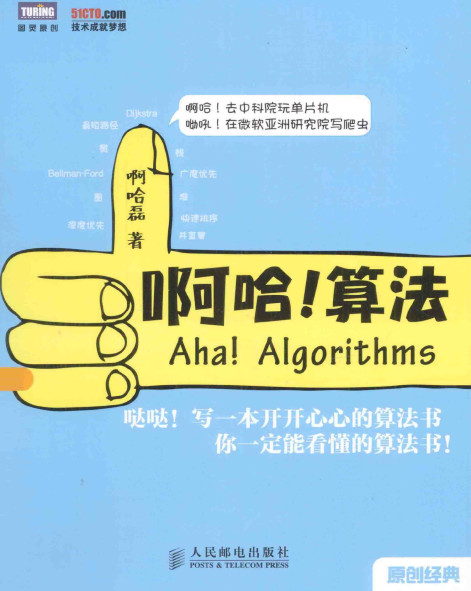 TURING
图灵原创
51CTO.com
技术成就梦想
啊哈!去中科院玩单片机
呦吼!在微软亚洲研究院写爬虫
Dijkstra
最短路径
树
栈
Bellman-Ford
广度优先
图
堆
深度优先
快速排序
并查集
啊哈磊 著
啊哈!算法
Aha! Algorithms
哒哒!写一本开开心心的算法书
你一定能看懂的算法书!
人民邮电出版社
POSTS & TELECOM PRESS
原创经典